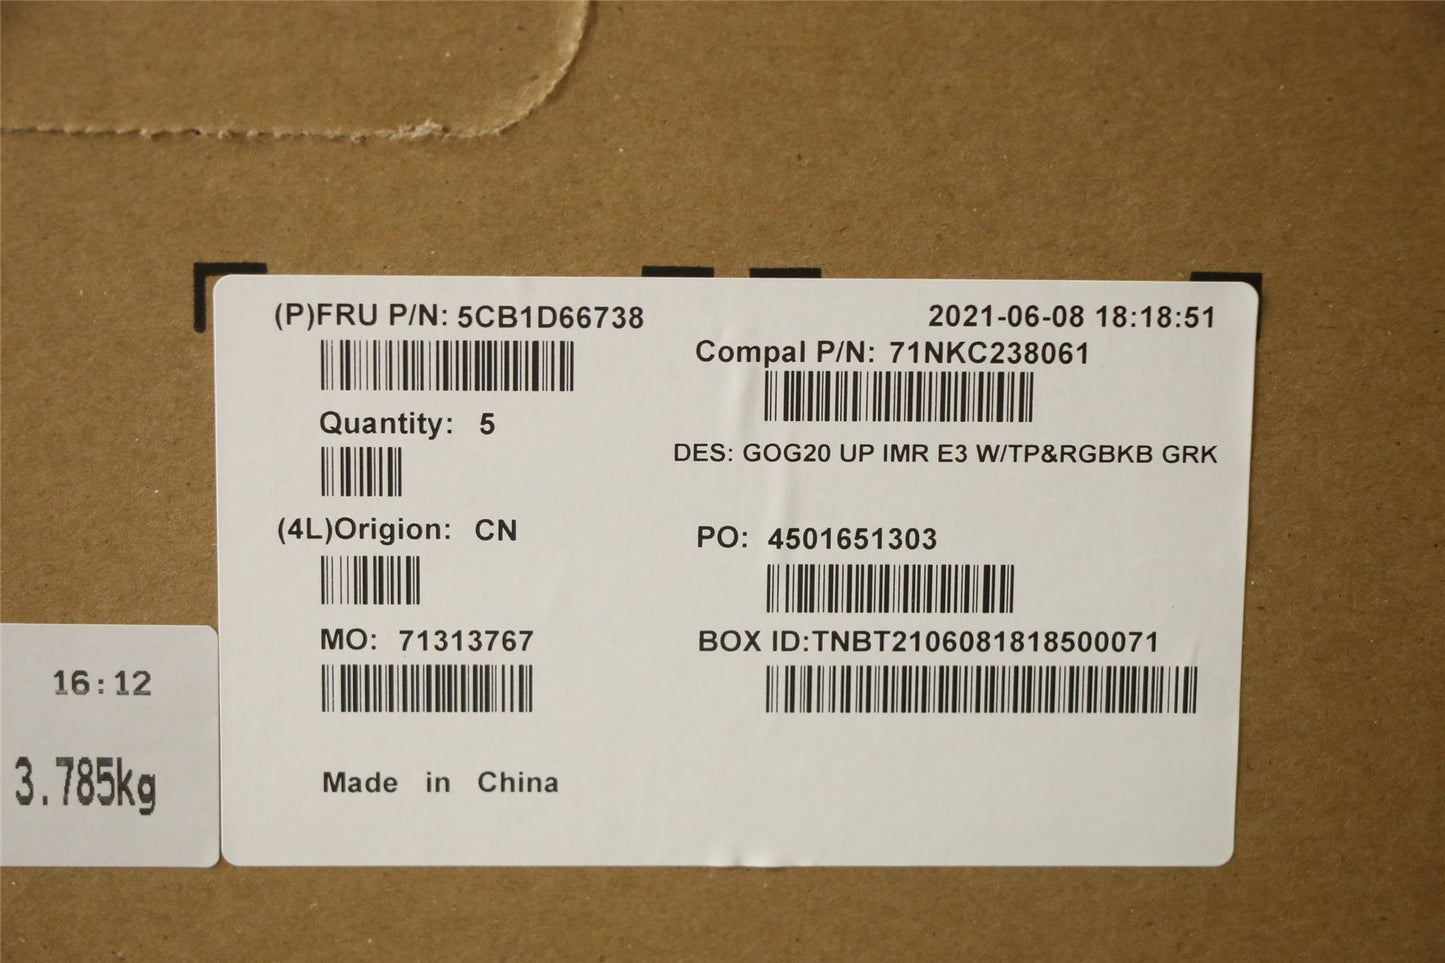 (P)FRU P/N: 5CB1D66738
2021-06-08 18:18:51
Compal P/N: 71NKC238061
Quantity: 5
DES: GOG20 UP IMR E3 W/TP&RGBKB GRK
(4L)Origion: CN
PO: 4501651303
MO: 71313767
BOX ID:TNBT2106081818500071
Made in China
16:12
3.785kg